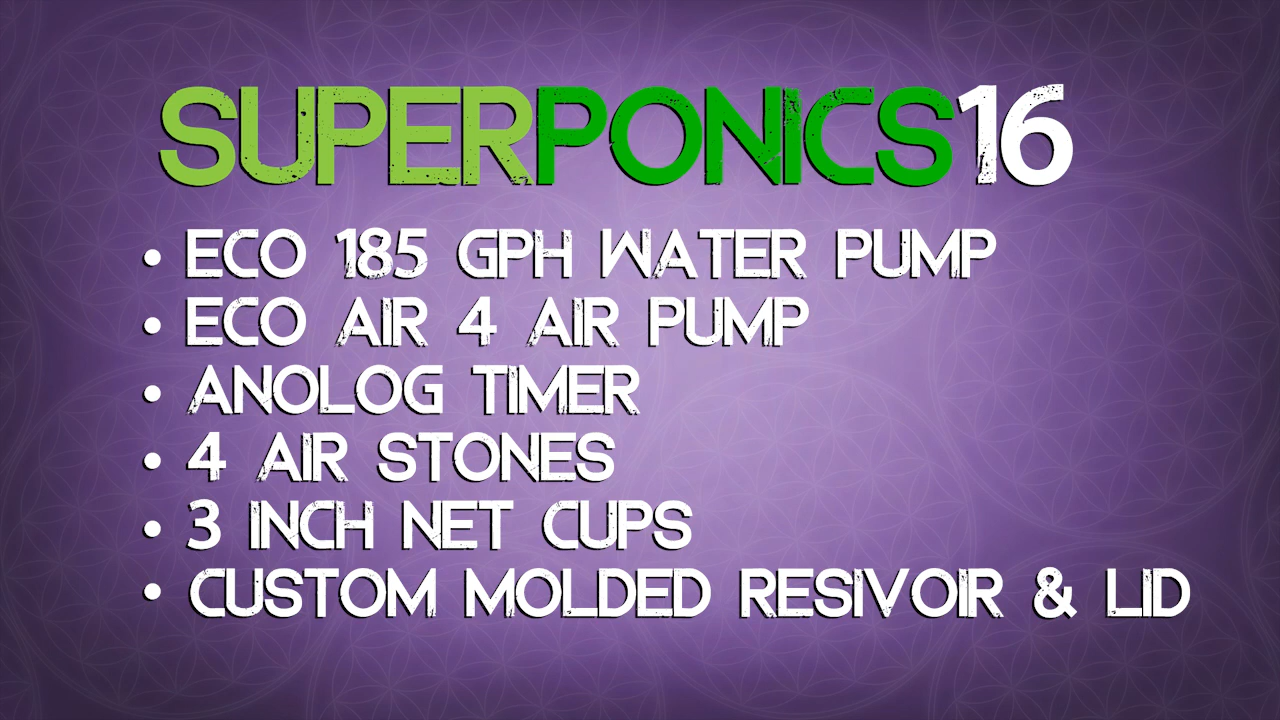 SUPERPONICS16
• ECO 185 GPH WATER PUMP
• ECO AIR 4 AIR PUMP
• ANOLOG TIMER
• 4 AIR STONES
• 3 INCH NET CUPS
• CUSTOM MOLDED RESIVOIR & LID